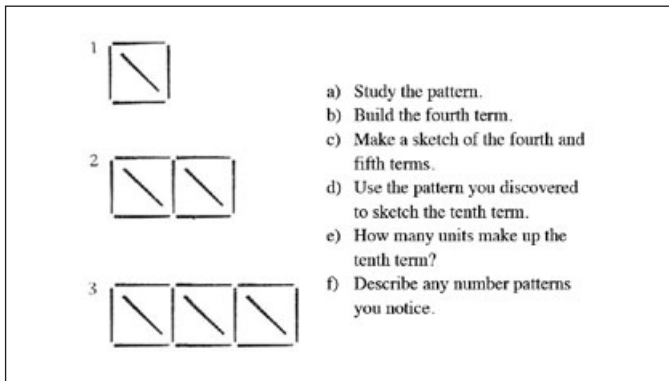 1
2
3
a) Study the pattern.
b) Build the fourth term.
c) Make a sketch of the fourth and
fifth terms.
d) Use the pattern you discovered
to sketch the tenth term.
e) How many units make up the
tenth term?
f) Describe any number patterns
you notice.